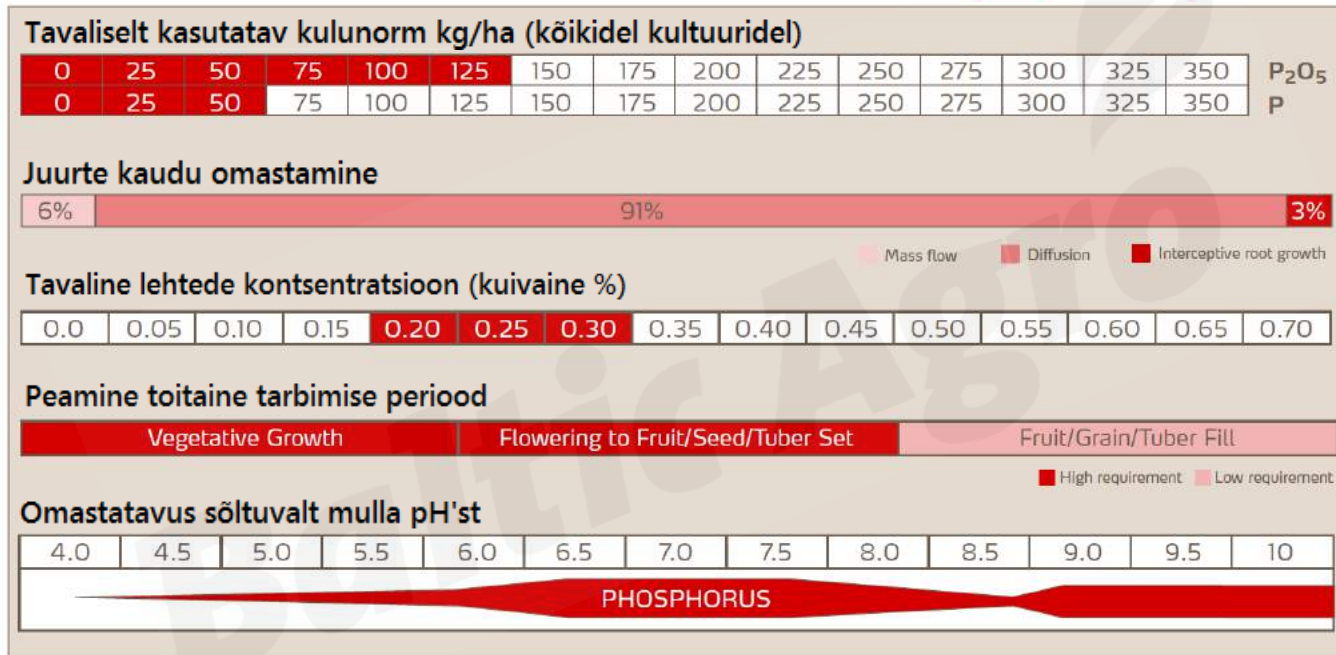 Tavaliselt kasutatav kulunorm kg/ha (kõikidel kultuuridel)
0 25 50 75 100 125 150 175 200 225 250 275 300 325 350 P₂O₅
0 25 50 75 100 125 150 175 200 225 250 275 300 325 350 P
Juurte kaudu omastamine
6% 91% 3%
Mass flow Diffusion Interceptive root growth
Tavaline lehtede kontsentratsioon (kuivaine %)
0.0 0.05 0.10 0.15 0.20 0.25 0.30 0.35 0.40 0.45 0.50 0.55 0.60 0.65 0.70
Peamine toitaine tarbimise periood
Vegetative Growth Flowering to Fruit/Seed/Tuber Set Fruit/Grain/Tuber Fill
High requirement Low requirement
Omastatavus sõltuvalt mulla pH'st
4.0 4.5 5.0 5.5 6.0 6.5 7.0 7.5 8.0 8.5 9.0 9.5 10
PHOSPHORUS
Baltic Agro